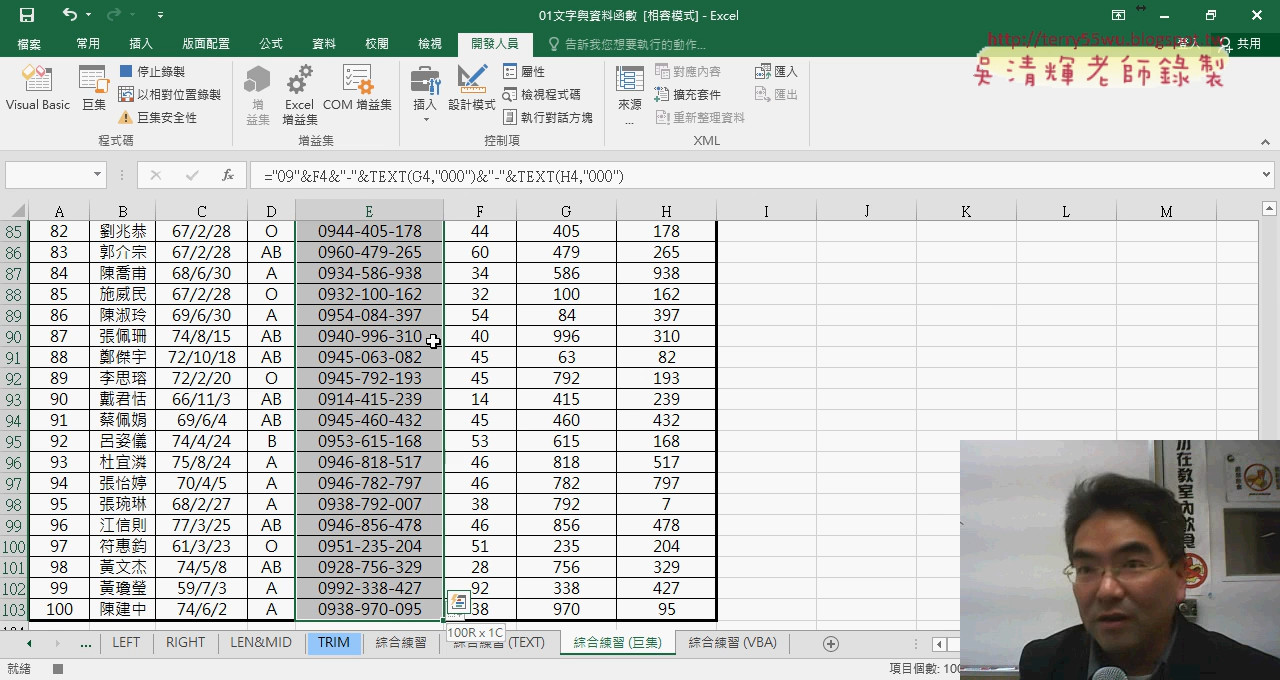 01文字與資料函數 [相容模式] - Excel
檔案 常用 插入 版面配置 公式 資料 校閱 檢視 開發人員 告訴我您想要執行的動作... 登入 共用
http://terry55wu.blogspot.tw
吳清輝老師錄製
Visual Basic 巨集 停止錄製 以相對位置錄製 巨集安全性 程式碼
增益集 Excel 增益集 COM 增益集 增益集
插入 設計模式 屬性 檢視程式碼 執行對話方塊 控制項
來源... 對應內容 擴充套件 重新整理資料 匯入 匯出 XML
fx ="09"&F4&"-"&TEXT(G4,"000")&"-"&TEXT(H4,"000")
A B C D E F G H I J K L M
85 82 劉兆恭 67/2/28 O 0944-405-178 44 405 178
86 83 郭介宗 67/2/28 AB 0960-479-265 60 479 265
87 84 陳喬甫 68/6/30 A 0934-586-938 34 586 938
88 85 施威民 67/2/28 O 0932-100-162 32 100 162
89 86 陳淑玲 69/6/30 A 0954-084-397 54 84 397
90 87 張佩珊 74/8/15 AB 0940-996-310 40 996 310
91 88 鄭傑宇 72/10/18 AB 0945-063-082 45 63 82
92 89 李思瑢 72/2/20 O 0945-792-193 45 792 193
93 90 戴君恬 66/11/3 AB 0914-415-239 14 415 239
94 91 蔡佩娟 69/6/4 AB 0945-460-432 45 460 432
95 92 呂姿儀 74/4/24 B 0953-615-168 53 615 168
96 93 杜宜潾 75/8/24 A 0946-818-517 46 818 517
97 94 張怡婷 70/4/5 A 0946-782-797 46 782 797
98 95 張琬琳 68/2/27 A 0938-792-007 38 792 7
99 96 江信則 77/3/25 AB 0946-856-478 46 856 478
100 97 符惠鈞 61/3/23 O 0951-235-204 51 235 204
101 98 黃文杰 74/5/8 AB 0928-756-329 28 756 329
102 99 黃瓊瑩 59/7/3 A 0992-338-427 92 338 427
103 100 陳建中 74/6/2 A 0938-970-095 38 970 95
100R x 1C
... LEFT RIGHT LEN&MID TRIM 綜合練習 綜合練習 (TEXT) 綜合練習 (巨集) 綜合練習 (VBA)
就緒 項目個數: 100
勿在教室內飲食